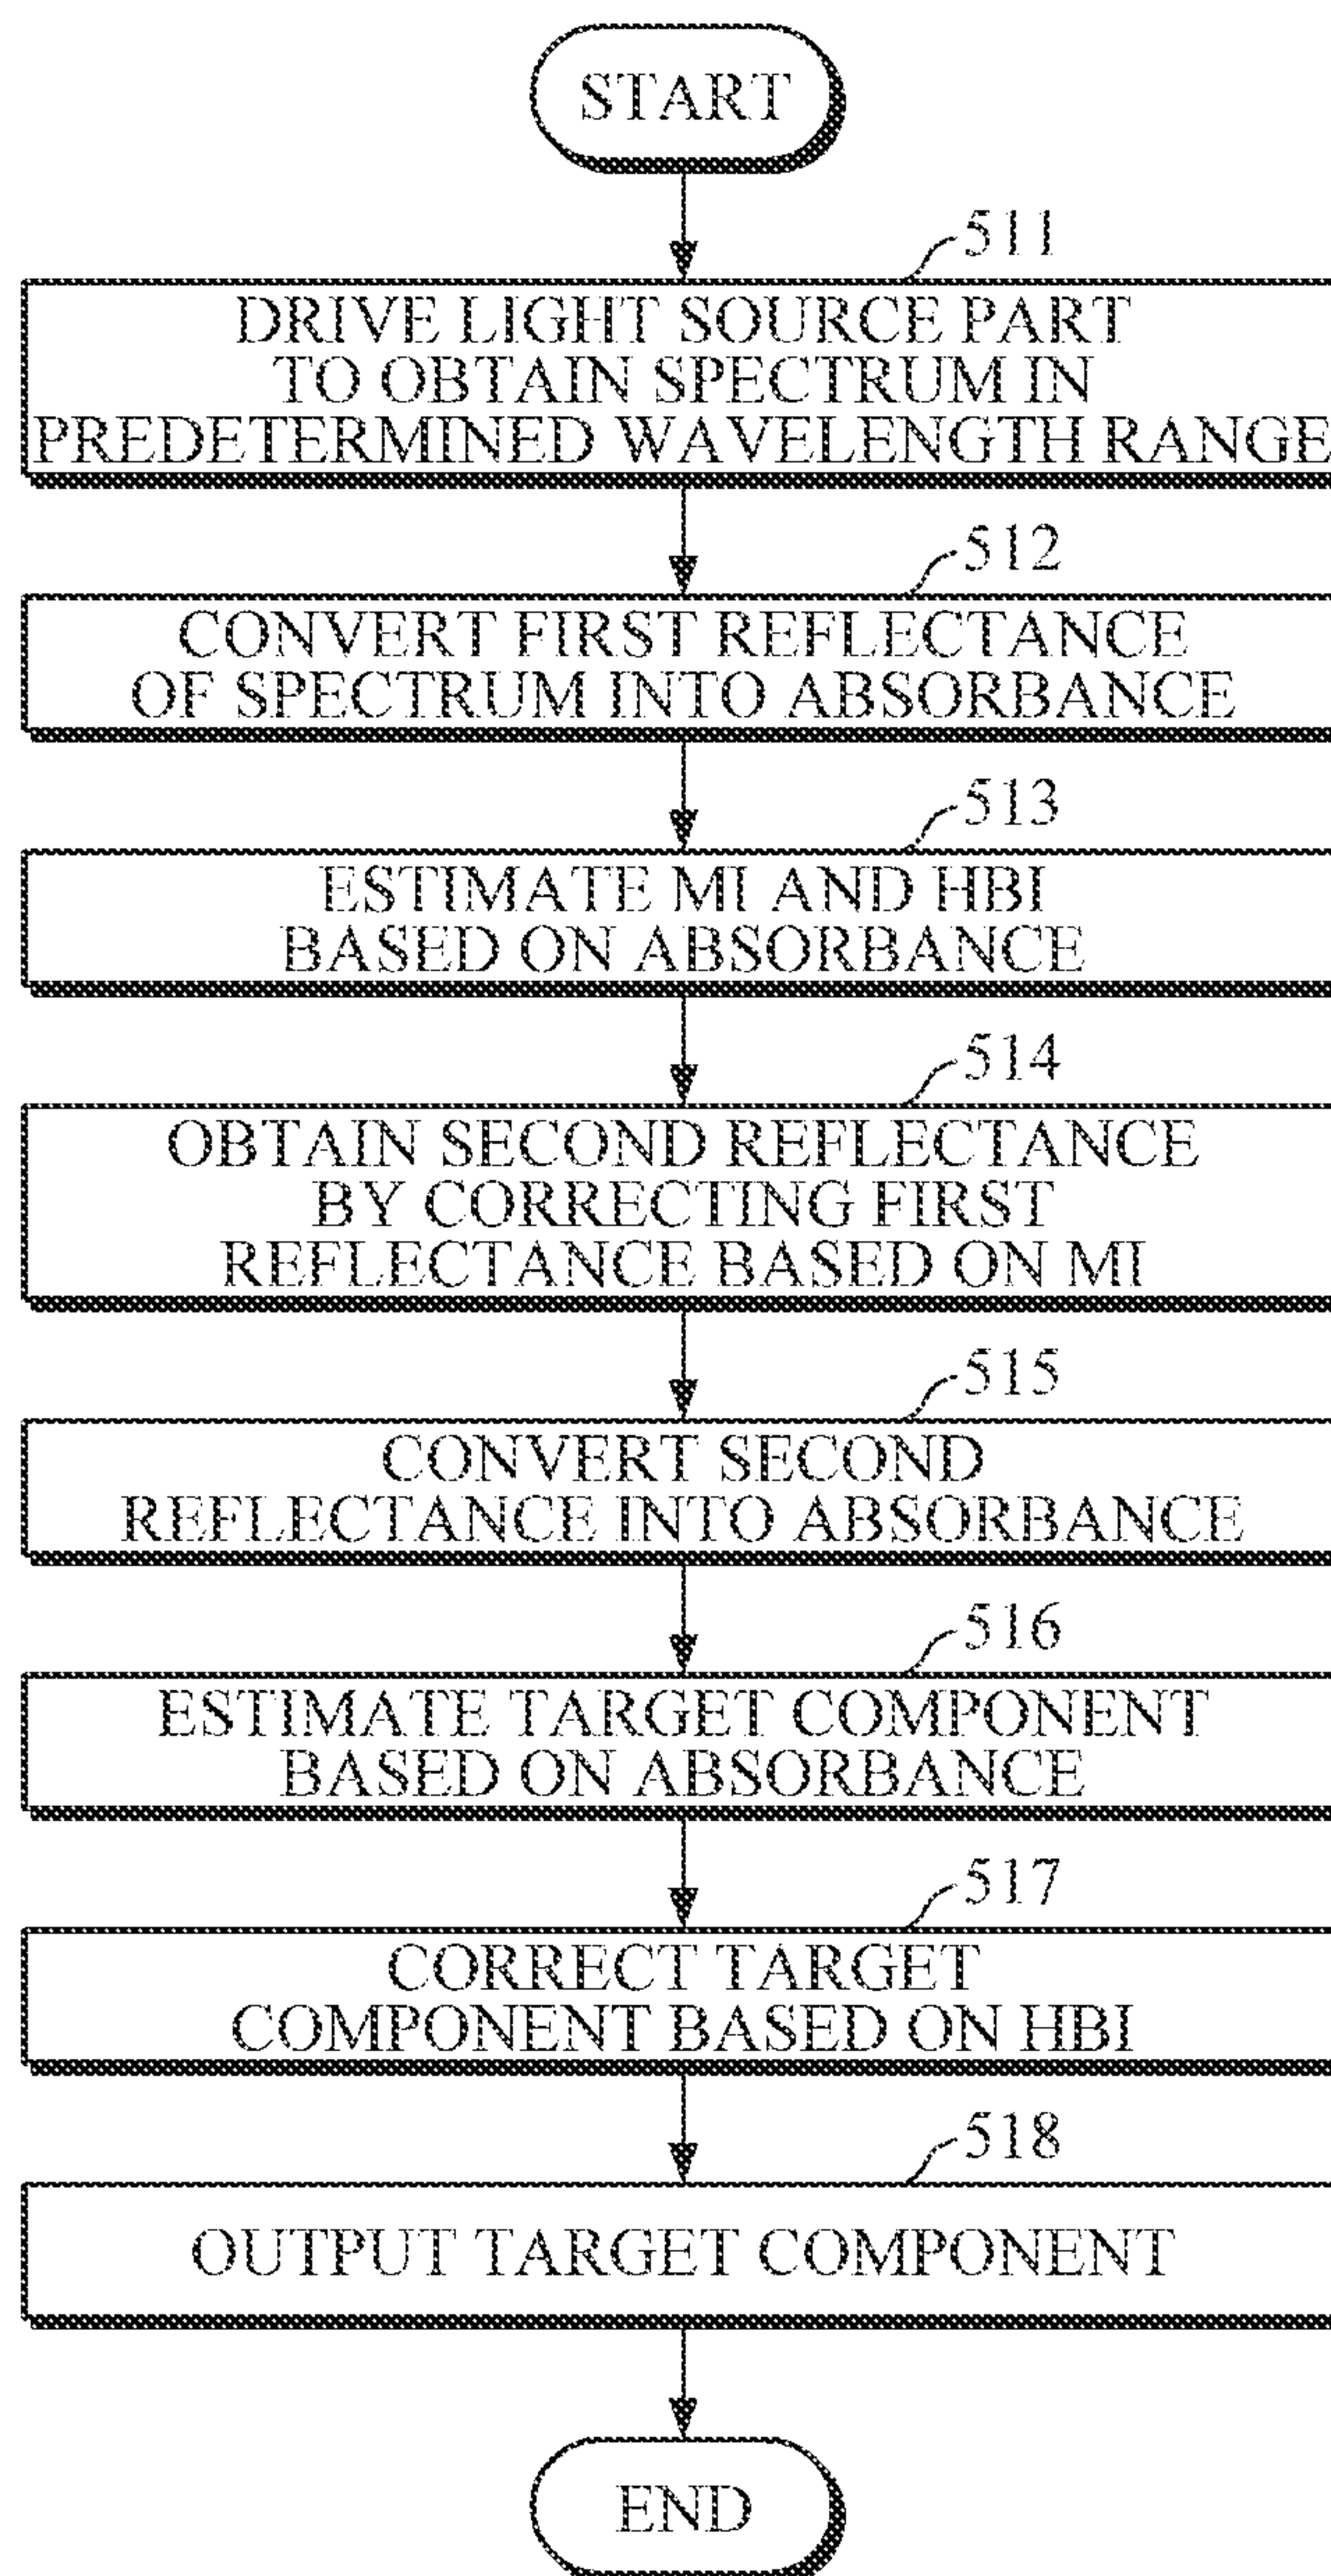 START
511
DRIVE LIGHT SOURCE PART
TO OBTAIN SPECTRUM IN
PREDETERMINED WAVELENGTH RANGE
512
CONVERT FIRST REFLECTANCE
OF SPECTRUM INTO ABSORBANCE
513
ESTIMATE MI AND HBI
BASED ON ABSORBANCE
514
OBTAIN SECOND REFLECTANCE
BY CORRECTING FIRST
REFLECTANCE BASED ON MI
515
CONVERT SECOND
REFLECTANCE INTO ABSORBANCE
516
ESTIMATE TARGET COMPONENT
BASED ON ABSORBANCE
517
CORRECT TARGET
COMPONENT BASED ON HBI
518
OUTPUT TARGET COMPONENT
END